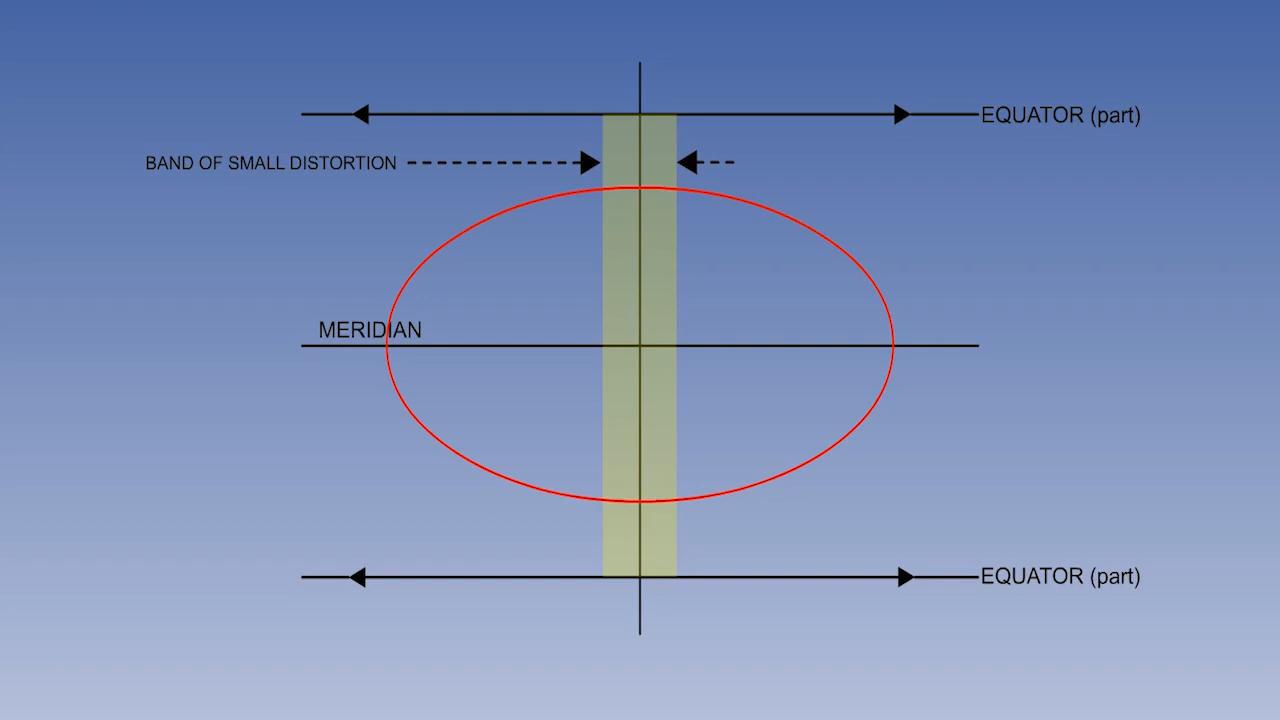 EQUATOR (part)
BAND OF SMALL DISTORTION
MERIDIAN
EQUATOR (part)